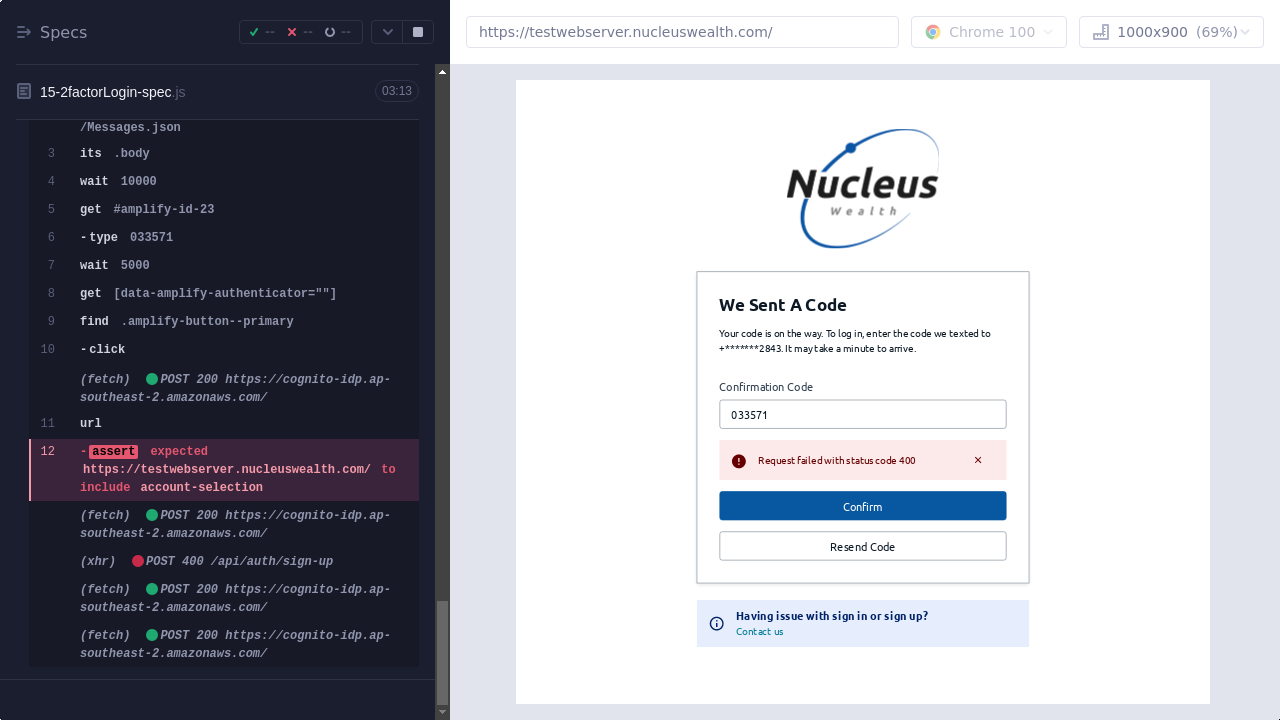 Specs
--
--
--
https://testwebserver.nucleuswealth.com/
Chrome 100
1000x900 (69%)
15-2factorLogin-spec.js
03:13
/Messages.json
3 its .body
4 wait 10000
5 get #amplify-id-23
6 -type 033571
7 wait 5000
8 get [data-amplify-authenticator=""]
9 find .amplify-button--primary
10 -click
(fetch) POST 200 https://cognito-idp.ap-
southeast-2.amazonaws.com/
11 url
12 -assert expected
https://testwebserver.nucleuswealth.com/ to
include account-selection
(fetch) POST 200 https://cognito-idp.ap-
southeast-2.amazonaws.com/
(xhr) POST 400 /api/auth/sign-up
(fetch) POST 200 https://cognito-idp.ap-
southeast-2.amazonaws.com/
(fetch) POST 200 https://cognito-idp.ap-
southeast-2.amazonaws.com/
Nucleus
Wealth
We Sent A Code
Your code is on the way. To log in, enter the code we texted to
+*******2843. It may take a minute to arrive.
Confirmation Code
033571
Request failed with status code 400
Confirm
Resend Code
Having issue with sign in or sign up?
Contact us